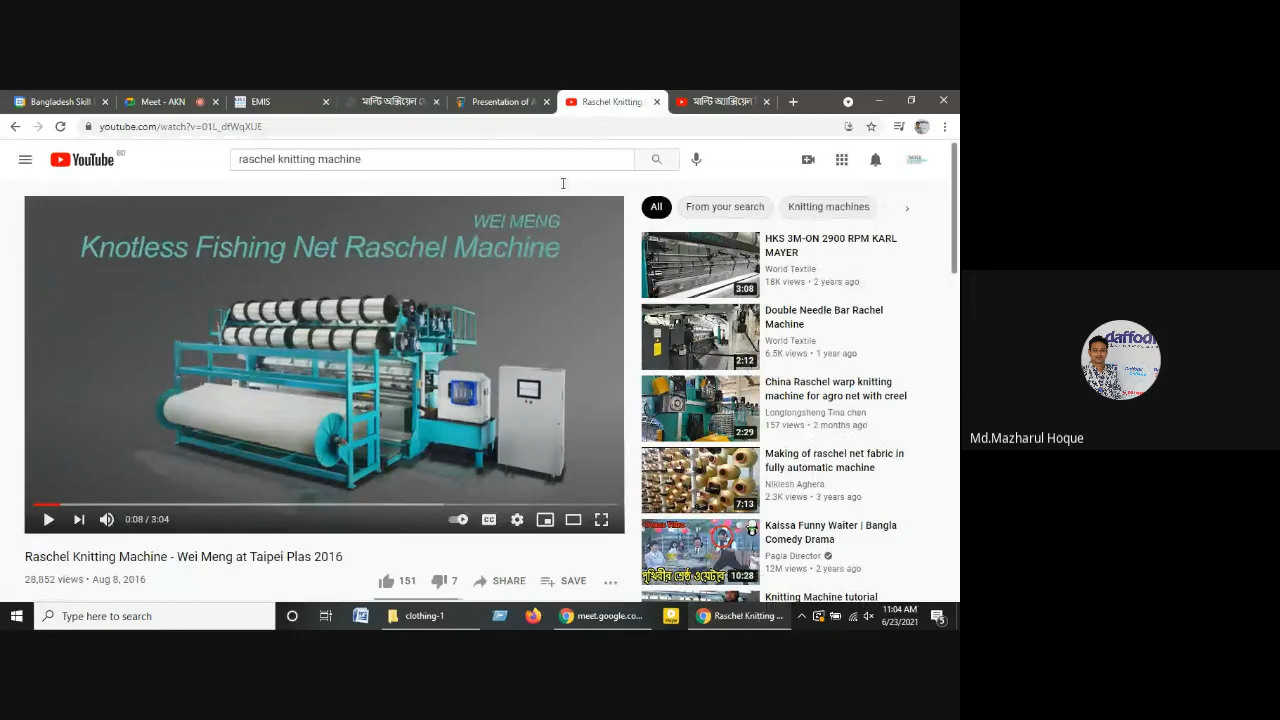 Bangladesh Skill
Meet - AKN
EMIS
Presentation of A
Raschel Knitting
youtube.com/watch?v=01L_dfWqXUE
YouTube BD
raschel knitting machine
WEI MENG
Knotless Fishing Net Raschel Machine
0:08 / 3:04
CC
Raschel Knitting Machine - Wei Meng at Taipei Plas 2016
28,852 views • Aug 8, 2016
151
7
SHARE
SAVE
All
From your search
Knitting machines
HKS 3M-ON 2900 RPM KARL
MAYER
World Textile
18K views • 2 years ago
3:08
Double Needle Bar Rachel
Machine
World Textile
6.5K views • 1 year ago
2:12
China Raschel warp knitting
machine for agro net with creel
Longlongsheng Tina chen
157 views • 2 months ago
2:29
Making of raschel net fabric in
fully automatic machine
Niklesh Aghera
2.3K views • 3 years ago
7:13
Kaissa Funny Waiter | Bangla
Comedy Drama
Pagla Director
12M views • 2 years ago
10:28
পৃথিবীর শ্রেষ্ঠ ওয়েটার
Knitting Machine tutorial
Type here to search
clothing-1
meet.google.co...
Raschel Knitting ...
11:04 AM
6/23/2021
5
daffodil
Md.Mazharul Hoque